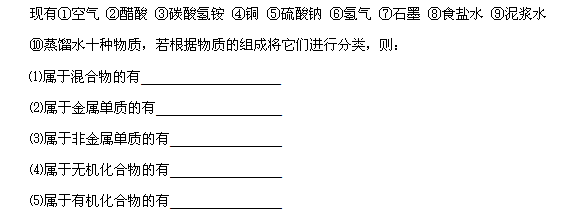 现有①空气 ②醋酸 ③碳酸氢铵 ④铜 ⑤硫酸钠 ⑥氢气 ⑦石墨 ⑧食盐水 ⑨泥浆水
⑩蒸馏水十种物质，若根据物质的组成将它们进行分类，则：
⑴属于混合物的有
⑵属于金属单质的有
⑶属于非金属单质的有
⑷属于无机化合物的有
⑸属于有机化合物的有